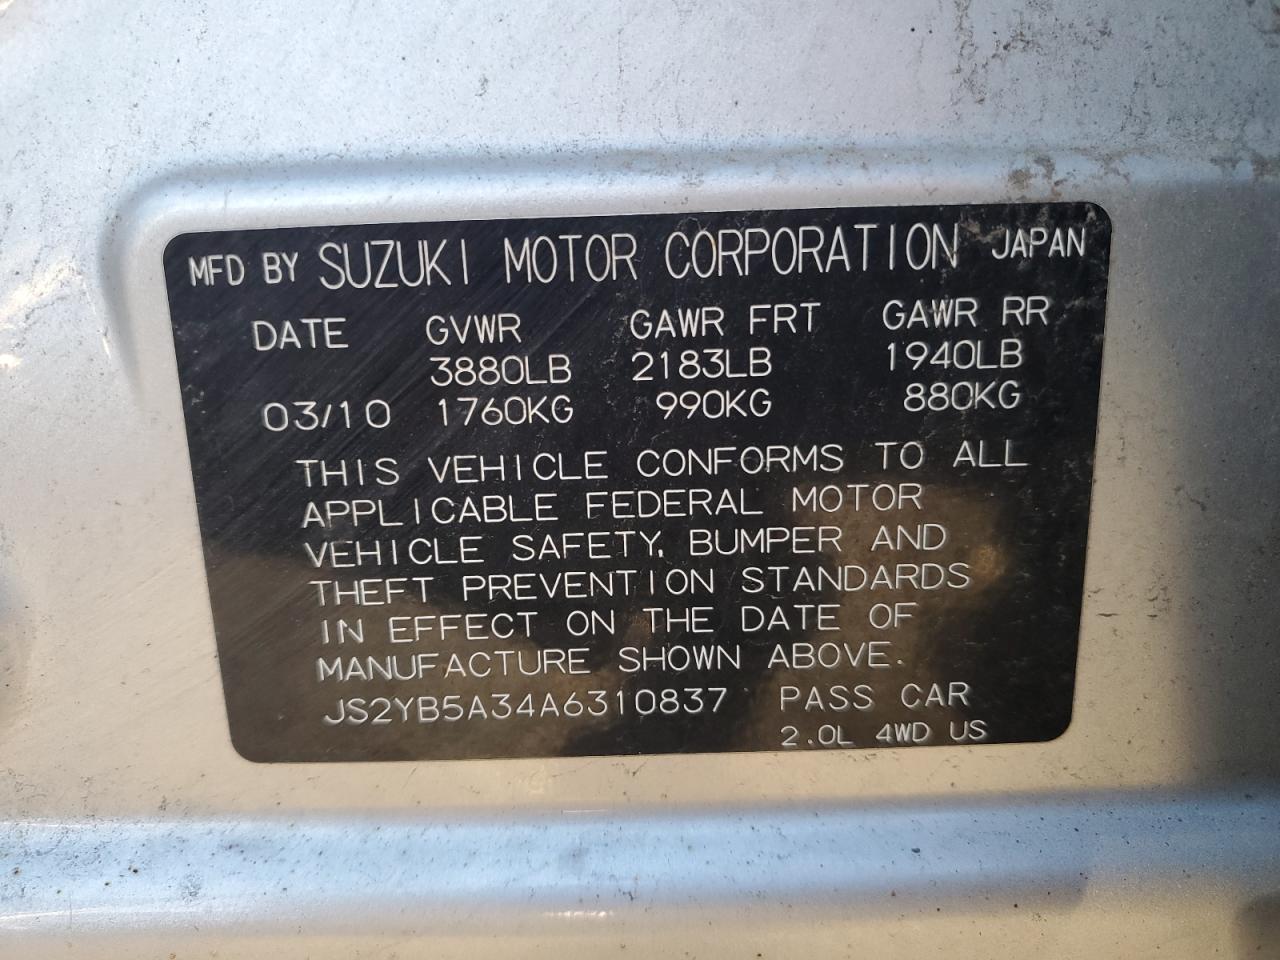 MFD BY SUZUKI MOTOR CORPORATION JAPAN
DATE GVWR GAWR FRT GAWR RR
3880LB 2183LB 1940LB
03/10 1760KG 990KG 880KG
THIS VEHICLE CONFORMS TO ALL
APPLICABLE FEDERAL MOTOR
VEHICLE SAFETY, BUMPER AND
THEFT PREVENTION STANDARDS
IN EFFECT ON THE DATE OF
MANUFACTURE SHOWN ABOVE.
JS2YB5A34A6310837 PASS CAR
2.0L 4WD US